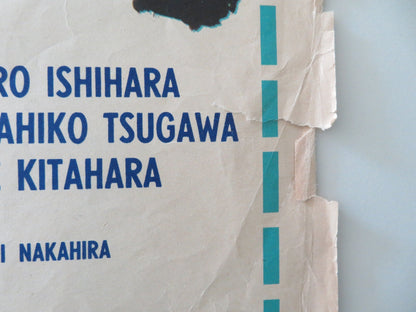 RO ISHIHARA
AHIKO TSUGAWA
E KITAHARA
I NAKAHIRA